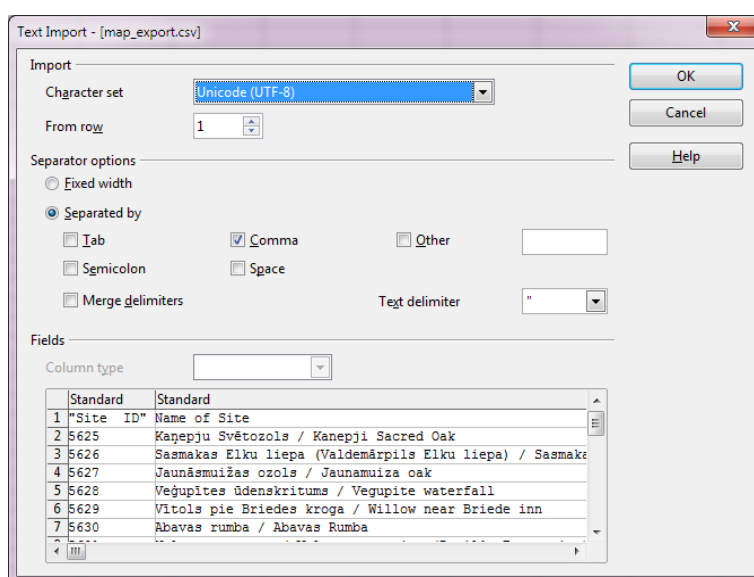 Text Import - [map_export.csv]
Import
Character set Unicode (UTF-8)
From row 1
OK
Cancel
Help
Separator options
Fixed width
Separated by
Tab Comma Other
Semicolon Space
Merge delimiters Text delimiter "
Fields
Column type
Standard Standard
1 "Site ID" Name of Site
2 5625 Kaņepju Svētozols / Kanepji Sacred Oak
3 5626 Sasmakas Elku liepa (Valdemārpils Elku liepa) / Sasmaka
4 5627 Jaunāsmuižas ozols / Jaunamuiza oak
5 5628 Veģupītes ūdenskritums / Vegupite waterfall
6 5629 Vītols pie Briedes kroga / Willow near Briede inn
7 5630 Abavas rumba / Abavas Rumba